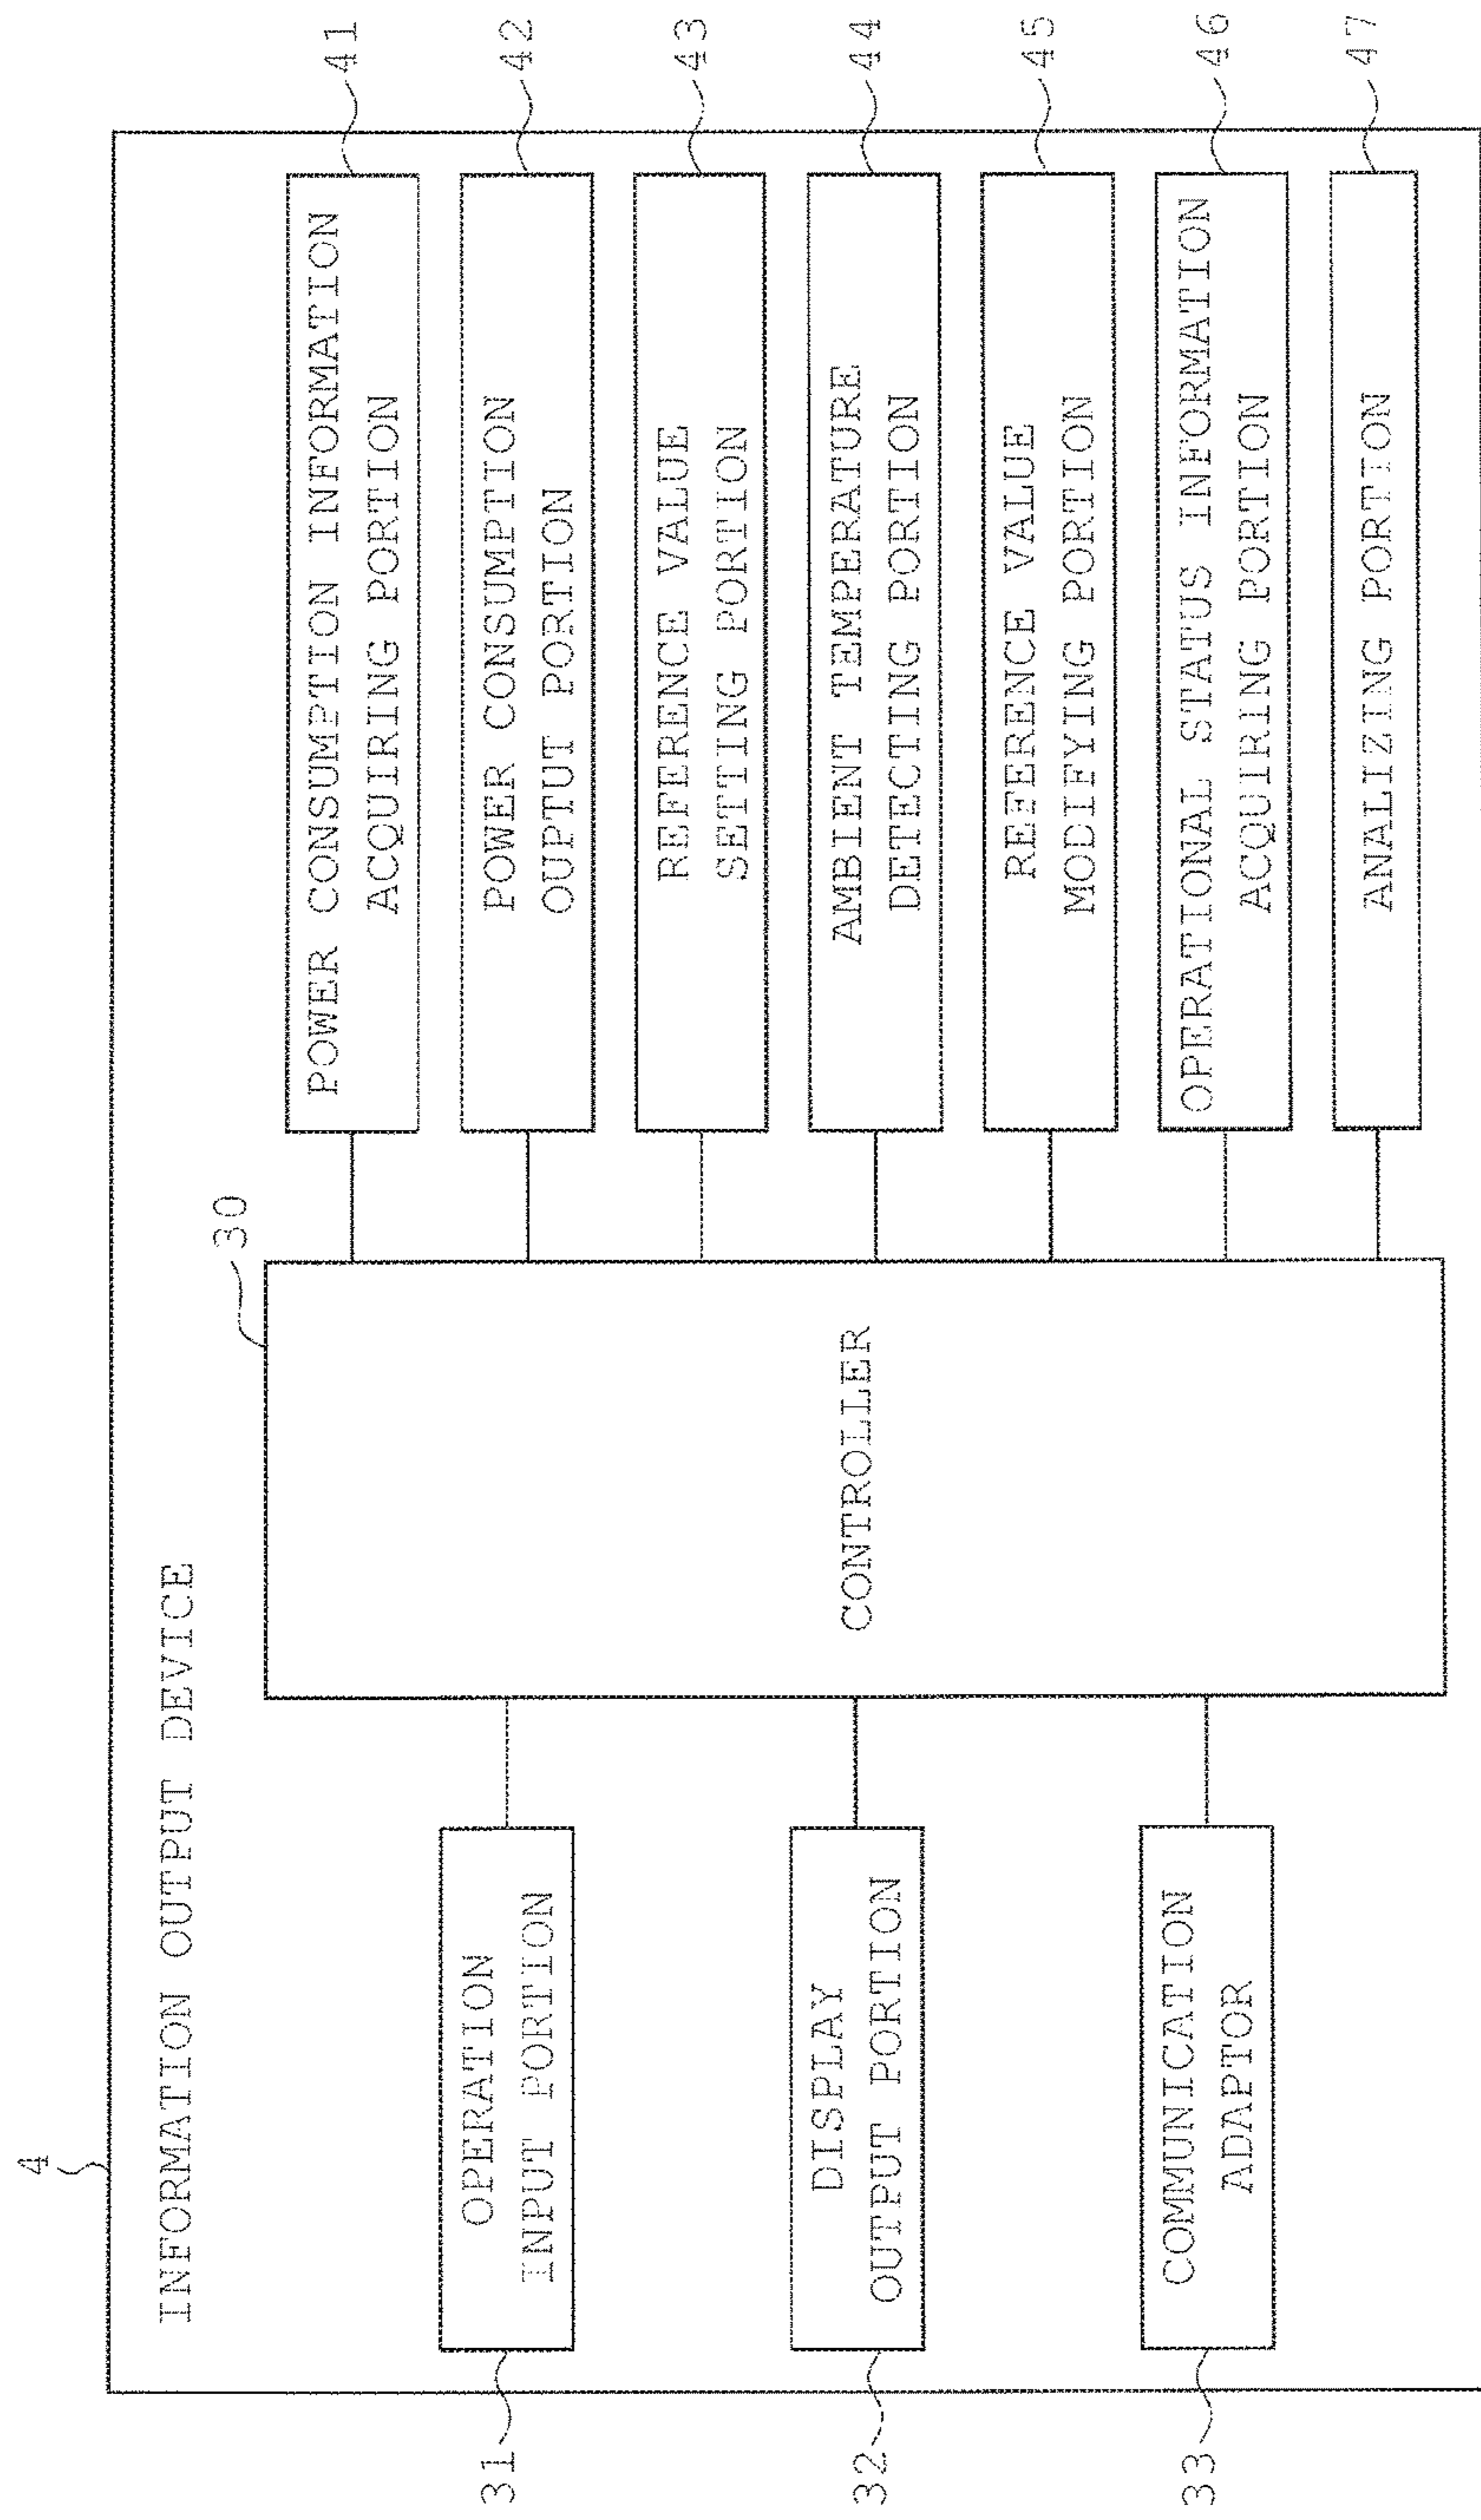 4
INFORMATION OUTPUT DEVICE
30
31
OPERATION
INPUT PORTION
32
DISPLAY
OUTPUT PORTION
33
COMMUNICATION
ADAPTOR
CONTROLLER
POWER CONSUMPTION INFORMATION
ACQUIRING PORTION
41
POWER CONSUMPTION
OUPTUT PORTION
42
REFERENCE VALUE
SETTING PORTION
43
AMBIENT TEMPERATURE
DETECTING PORTION
44
REFERENCE VALUE
MODIFYING PORTION
45
OPERATIONAL STATUS INFORMATION
ACQUIRING PORTION
46
ANALIZING PORTION
47